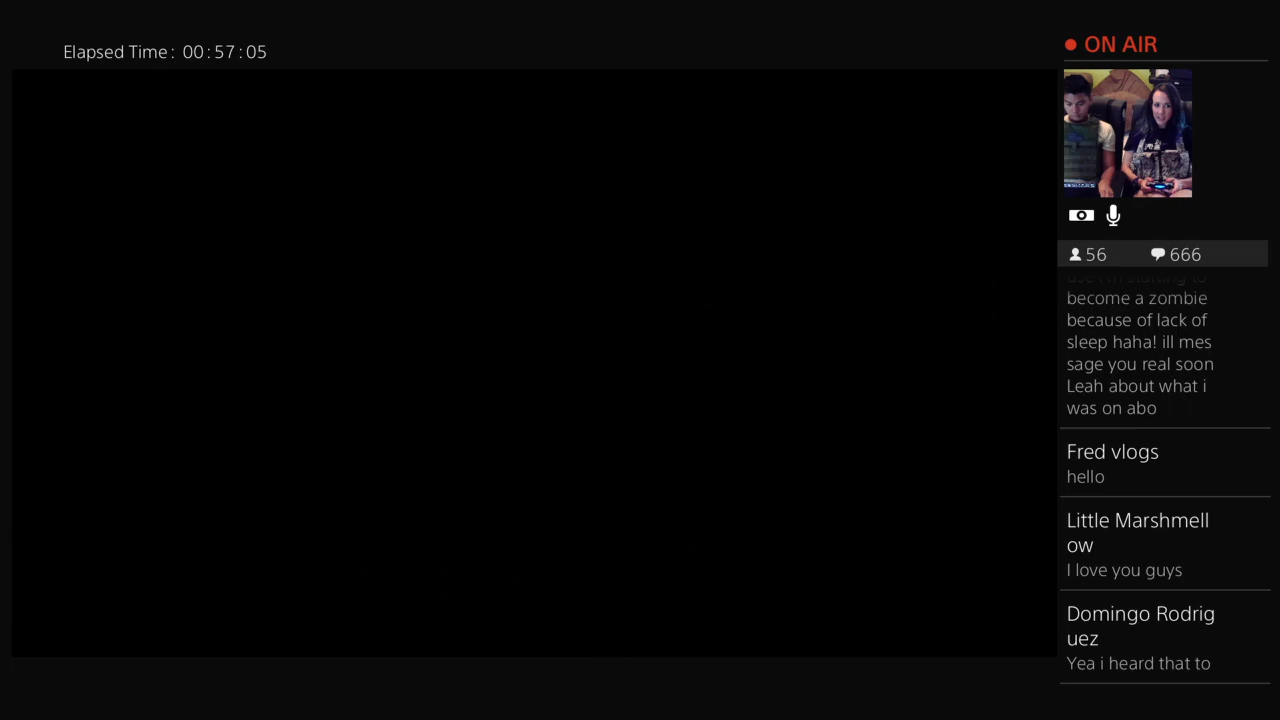 Elapsed Time: 00:57:05
ON AIR
56 666
become a zombie
because of lack of
sleep haha! ill mes
sage you real soon
Leah about what i
was on abo
Fred vlogs
hello
Little Marshmell
ow
I love you guys
Domingo Rodrig
uez
Yea i heard that to